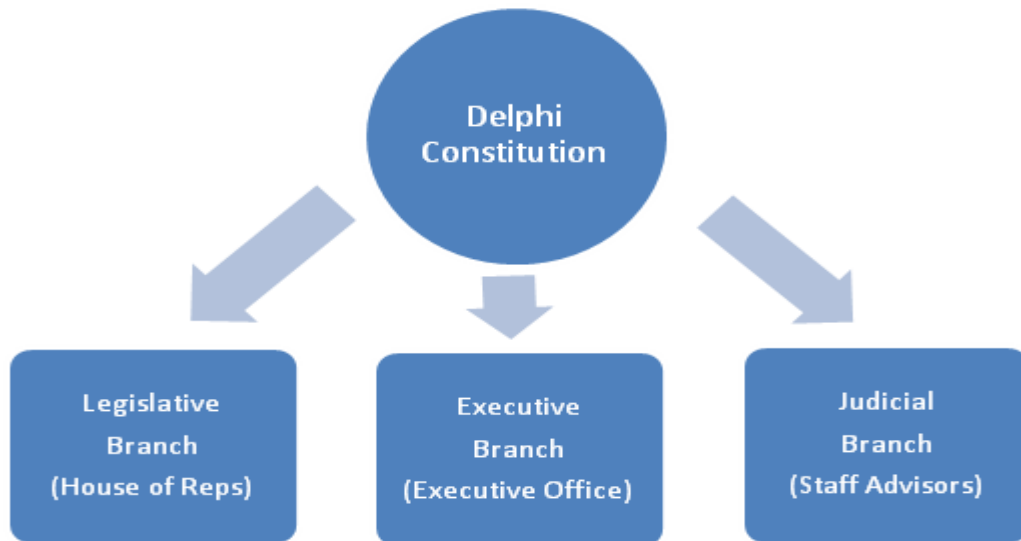 Delphi
Constitution
Legislative
Branch
(House of Reps)
Executive
Branch
(Executive Office)
Judicial
Branch
(Staff Advisors)